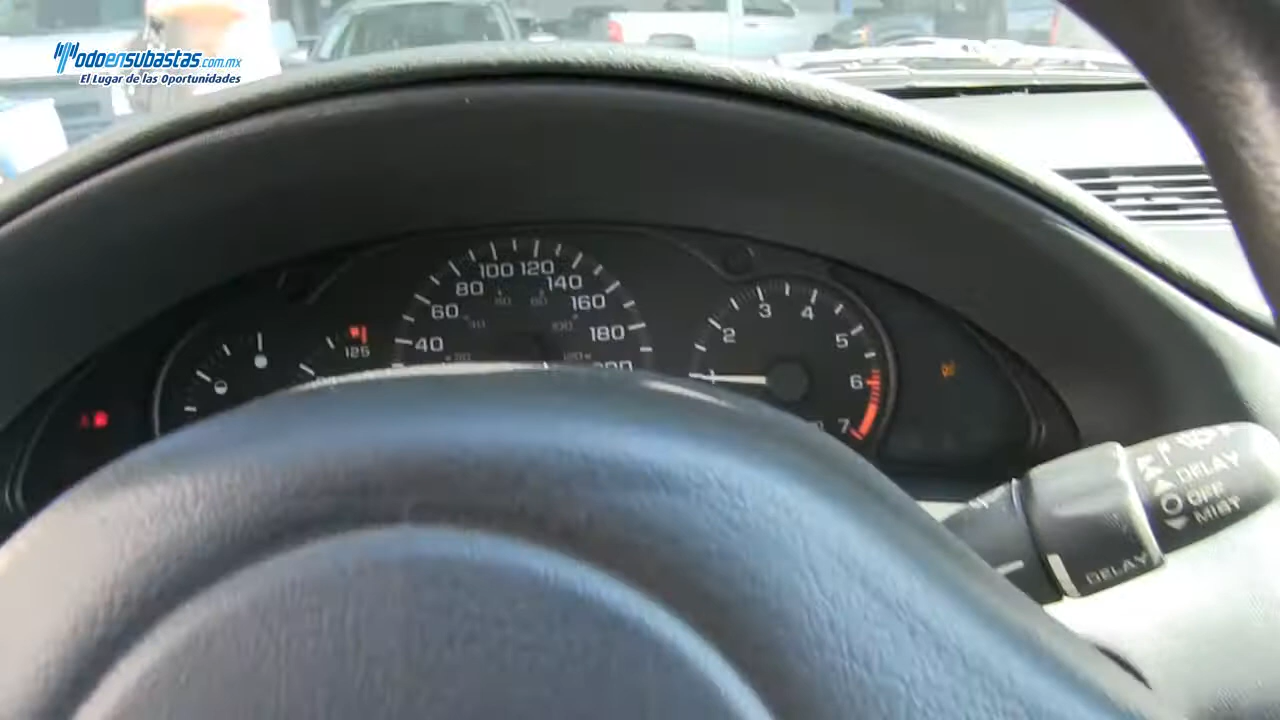 Modoensubastas.com.mx
El Lugar de las Oportunidades
100 120
80 140
60 160
40 180
125
2 3 4 5 6 7
DELAY
OFF
MIST
DELAY